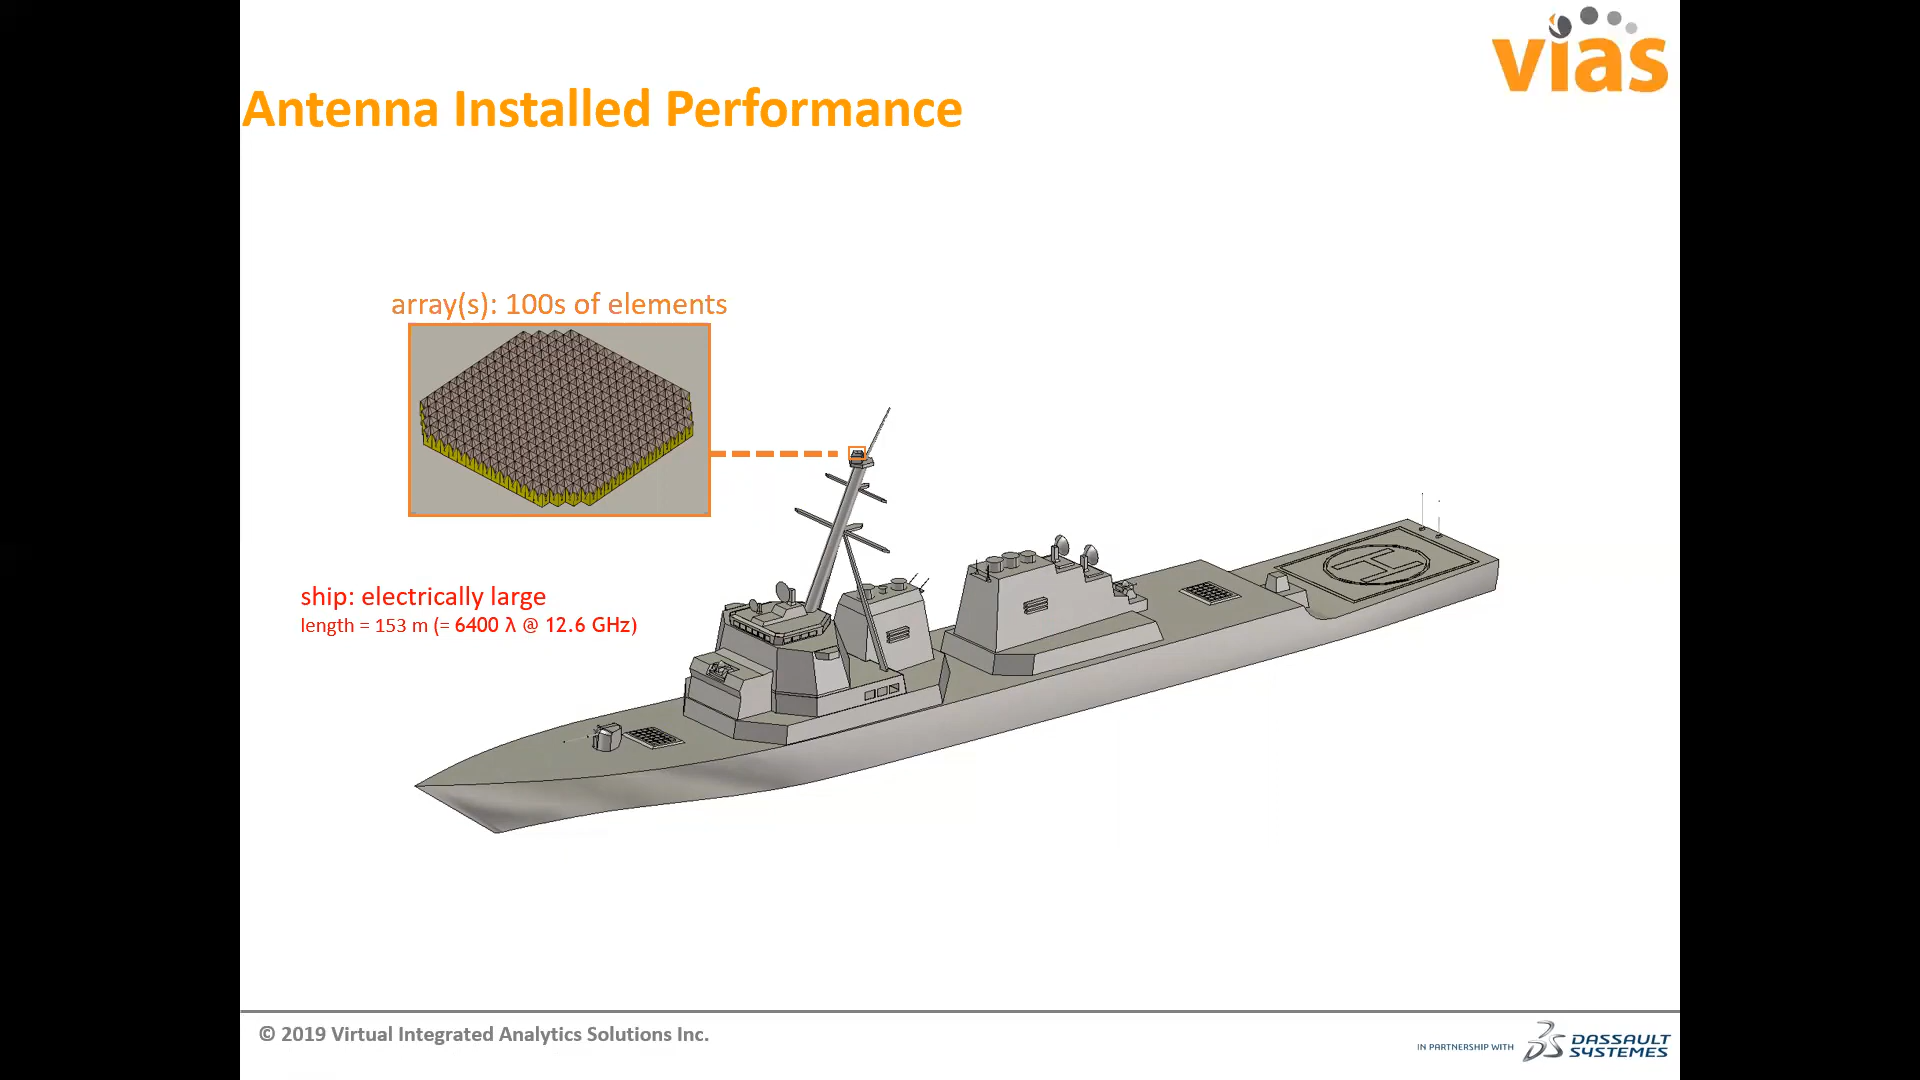 vias
Antenna Installed Performance
array(s): 100s of elements
ship: electrically large
length = 153 m (= 6400 λ @ 12.6 GHz)
H
© 2019 Virtual Integrated Analytics Solutions Inc.
IN PARTNERSHIP WITH
DASSAULT
SYSTEMES